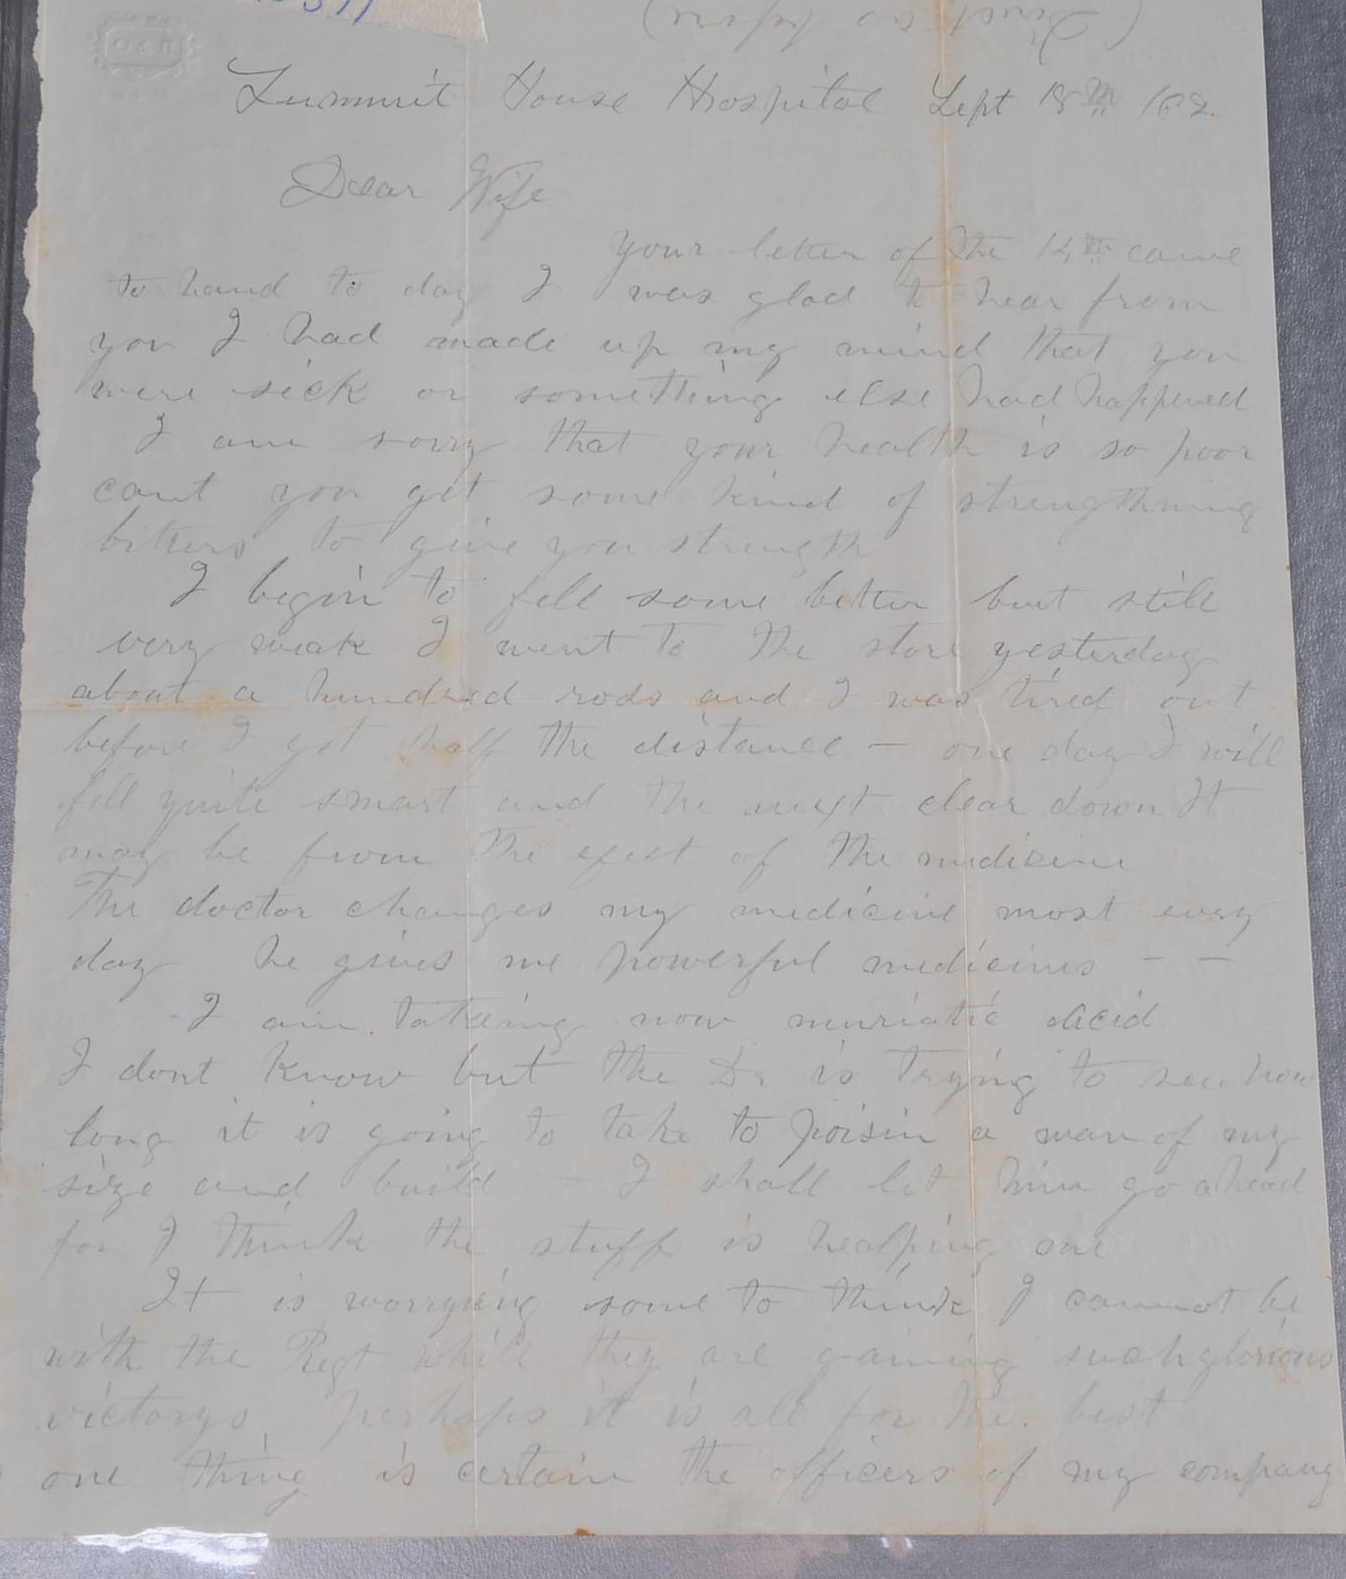 (Direct as before)
Summit House Hospital Sept 18th 162.
Dear Wife
Your letter of the 12th came
to hand to day I was glad to hear from
you I had made up my mind that you
were sick or something else had happened
I am sorry that your health is so poor
cant you get some kind of strengthning
bitters to give you strength
I begin to fell some better but still
very weak I went to the store yesterday
about a hundred rods and I was tired out
before I got half the distance — one day I will
fell quite smart and the next clear down It
may be from the efect of the medicine
The doctor changes my medicine most every
day he gives me powerful medicines - -
I am takeing now muriatic acid
I dont know but the Dr is trying to see how
long it is going to take to poisin a man of my
size and build — I shall let him go ahead
for I think the stuff is healping me
It is worrying some to think I cannot be
with the Regt while they are gaining such glorious
victorys perhaps it is all for the best
one thing is certain the officers of my company